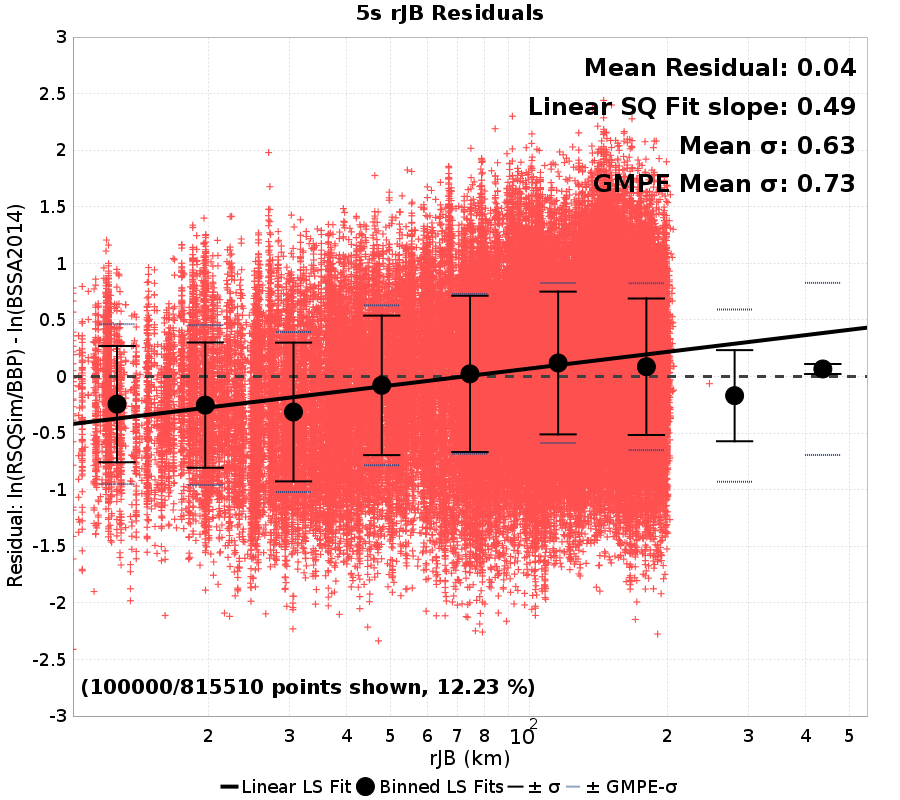 5s rJB Residuals
Mean Residual: 0.04
Linear SQ Fit slope: 0.49
Mean σ: 0.63
GMPE Mean σ: 0.73
Residual: ln(RSQSim/BBP) - ln(BSSA2014)
3
2.5
2
1.5
1
0.5
0
-0.5
-1
-1.5
-2
-2.5
-3
(100000/815510 points shown, 12.23 %)
2 3 4 5 6 7 8 10² 2 3 4 5
rJB (km)
Linear LS Fit Binned LS Fits ± σ ± GMPE-σ